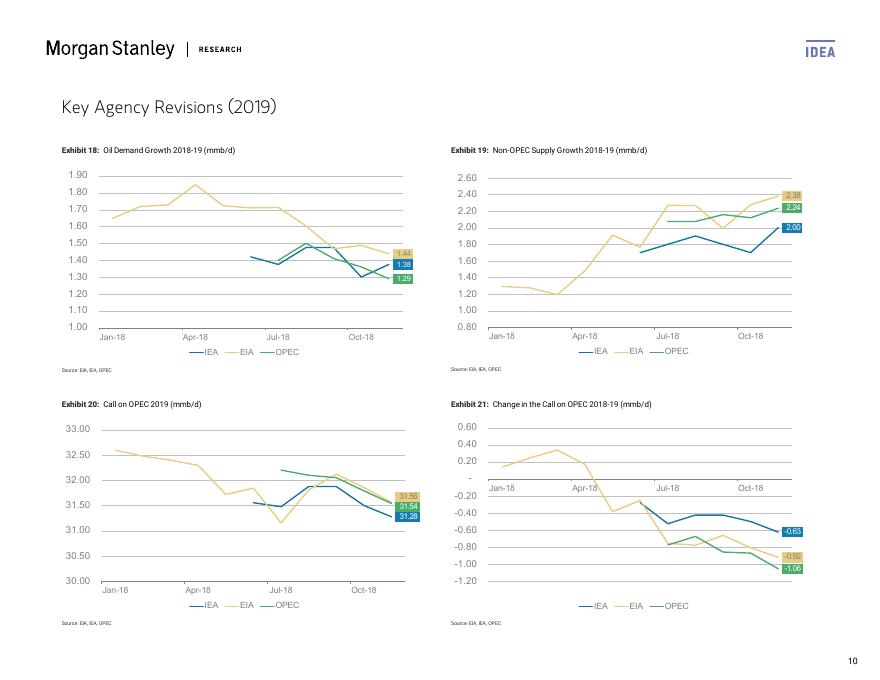 Morgan Stanley | RESEARCH
IDEA
Key Agency Revisions (2019)
Exhibit 18: Oil Demand Growth 2018-19 (mmb/d)
1.90
1.80
1.70
1.60
1.50
1.40
1.30
1.20
1.10
1.00
Jan-18 Apr-18 Jul-18 Oct-18
1.44
1.38
1.29
IEA EIA OPEC
Source: EIA, IEA, OPEC
Exhibit 19: Non-OPEC Supply Growth 2018-19 (mmb/d)
2.60
2.40
2.20
2.00
1.80
1.60
1.40
1.20
1.00
0.80
Jan-18 Apr-18 Jul-18 Oct-18
2.38
2.24
2.00
IEA EIA OPEC
Source: EIA, IEA, OPEC
Exhibit 20: Call on OPEC 2019 (mmb/d)
33.00
32.50
32.00
31.50
31.00
30.50
30.00
Jan-18 Apr-18 Jul-18 Oct-18
31.56
31.54
31.28
IEA EIA OPEC
Source: EIA, IEA, OPEC
Exhibit 21: Change in the Call on OPEC 2018-19 (mmb/d)
0.60
0.40
0.20
-
-0.20
-0.40
-0.60
-0.80
-1.00
-1.20
Jan-18 Apr-18 Jul-18 Oct-18
-0.63
-0.92
-1.06
IEA EIA OPEC
Source: EIA, IEA, OPEC
10